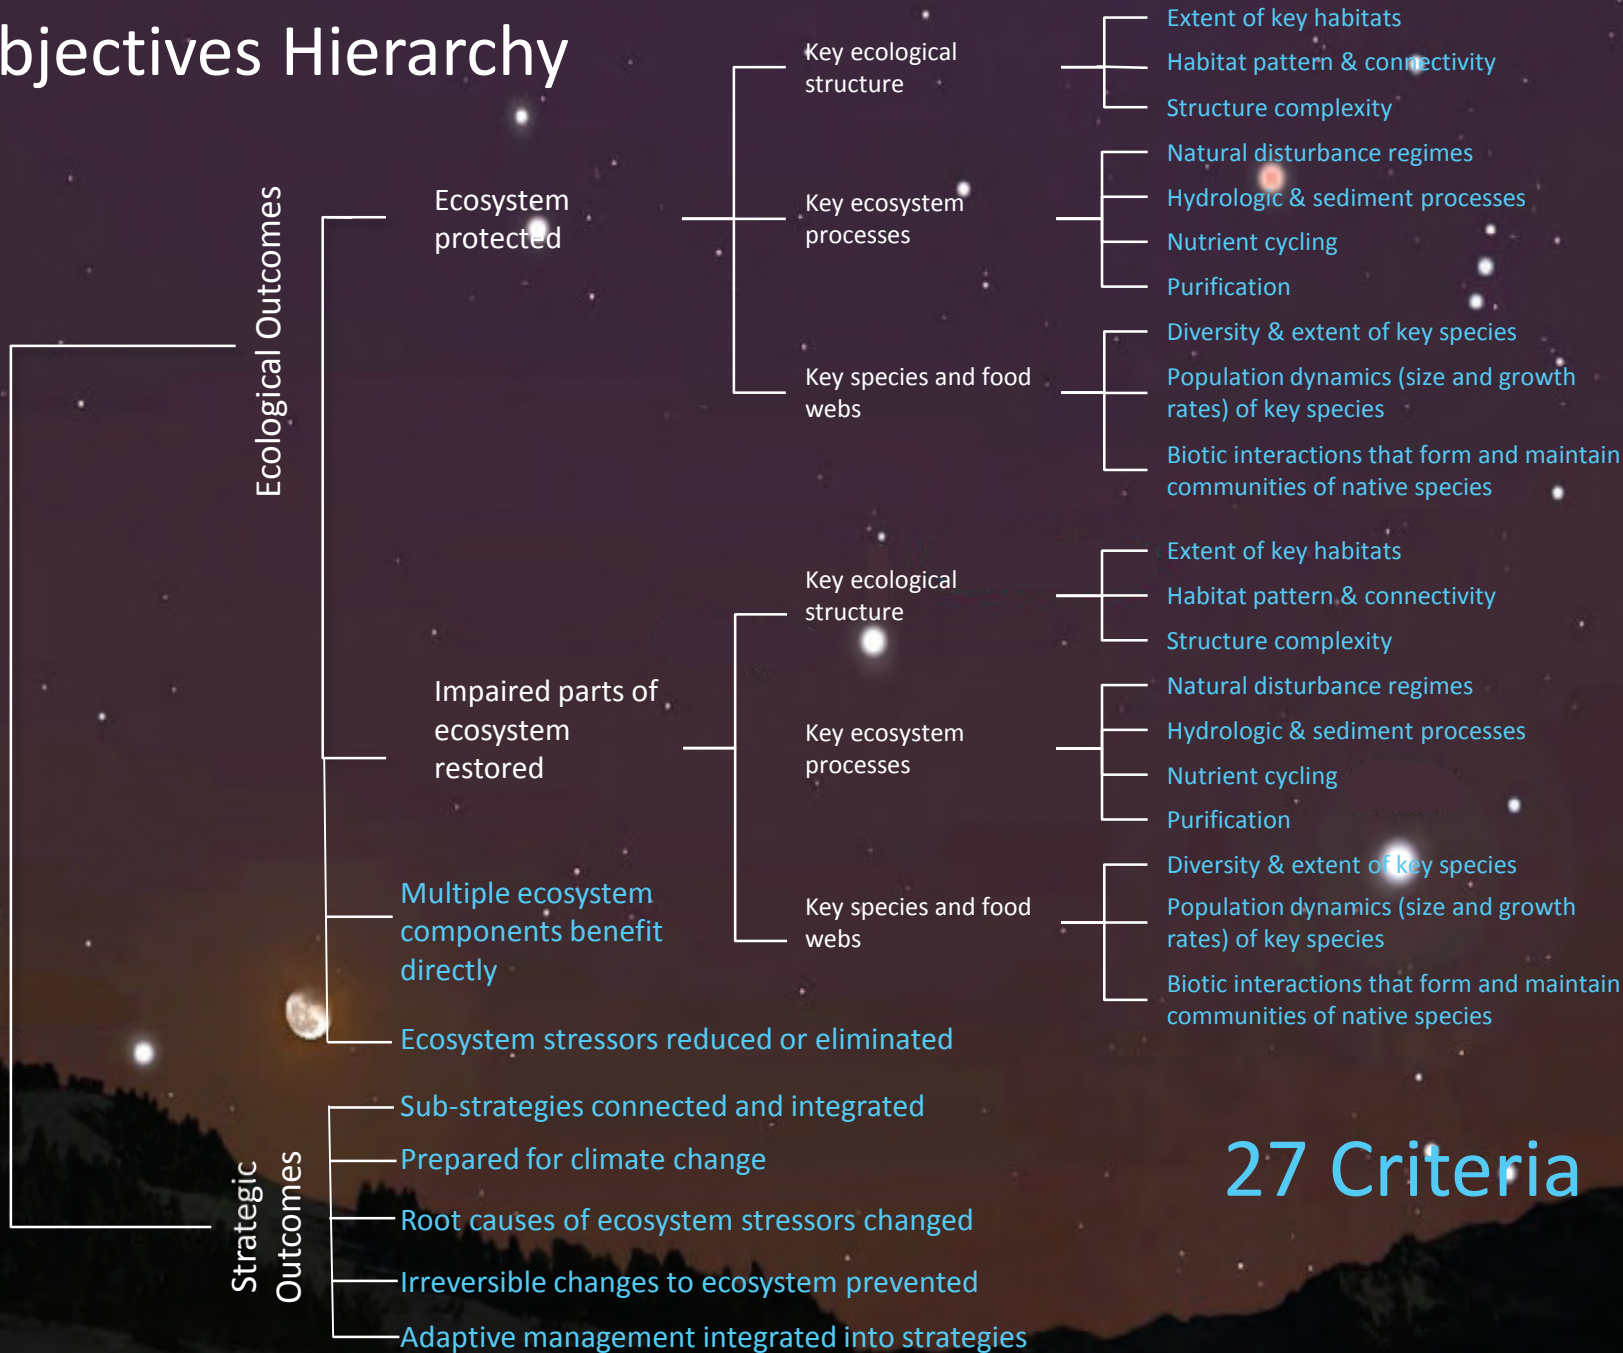 bjectives Hierarchy
Ecological Outcomes
Ecosystem
protected
Key ecological
structure
Extent of key habitats
Habitat pattern & connectivity
Structure complexity
Key ecosystem
processes
Natural disturbance regimes
Hydrologic & sediment processes
Nutrient cycling
Purification
Key species and food
webs
Diversity & extent of key species
Population dynamics (size and growth
rates) of key species
Biotic interactions that form and maintain
communities of native species
Impaired parts of
ecosystem
restored
Key ecological
structure
Extent of key habitats
Habitat pattern & connectivity
Structure complexity
Key ecosystem
processes
Natural disturbance regimes
Hydrologic & sediment processes
Nutrient cycling
Purification
Key species and food
webs
Diversity & extent of key species
Population dynamics (size and growth
rates) of key species
Biotic interactions that form and maintain
communities of native species
Multiple ecosystem
components benefit
directly
Ecosystem stressors reduced or eliminated
Strategic
Outcomes
Sub-strategies connected and integrated
Prepared for climate change
Root causes of ecosystem stressors changed
Irreversible changes to ecosystem prevented
Adaptive management integrated into strategies
27 Criteria